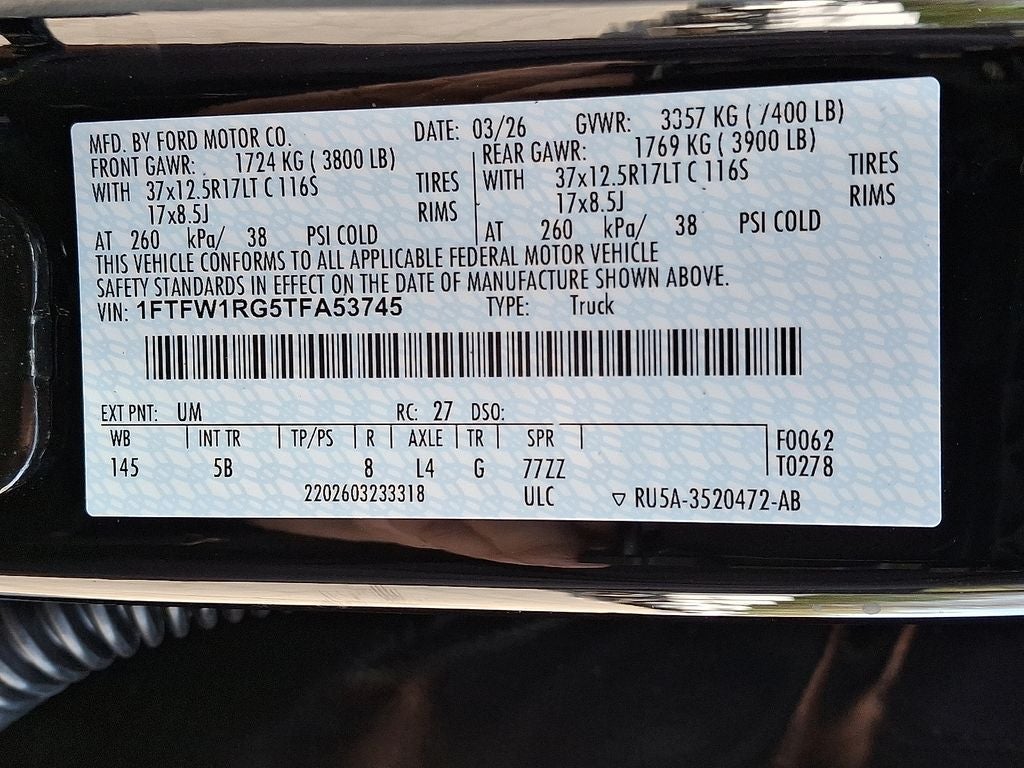 MFD. BY FORD MOTOR CO. DATE: 03/26 GVWR: 3357 KG ( 7400 LB)
FRONT GAWR: 1724 KG ( 3800 LB) REAR GAWR: 1769 KG ( 3900 LB)
WITH 37x12.5R17LT C 116S TIRES WITH 37x12.5R17LT C 116S TIRES
17x8.5J RIMS 17x8.5J RIMS
AT 260 kPa/ 38 PSI COLD AT 260 kPa/ 38 PSI COLD
THIS VEHICLE CONFORMS TO ALL APPLICABLE FEDERAL MOTOR VEHICLE
SAFETY STANDARDS IN EFFECT ON THE DATE OF MANUFACTURE SHOWN ABOVE.
VIN: 1FTFW1RG5TFA53745 TYPE: Truck
EXT PNT: UM RC: 27 DSO:
WB INT TR TP/PS R AXLE TR SPR F0062
145 5B 8 L4 G 77ZZ T0278
2202603233318 ULC ▽ RU5A-3520472-AB